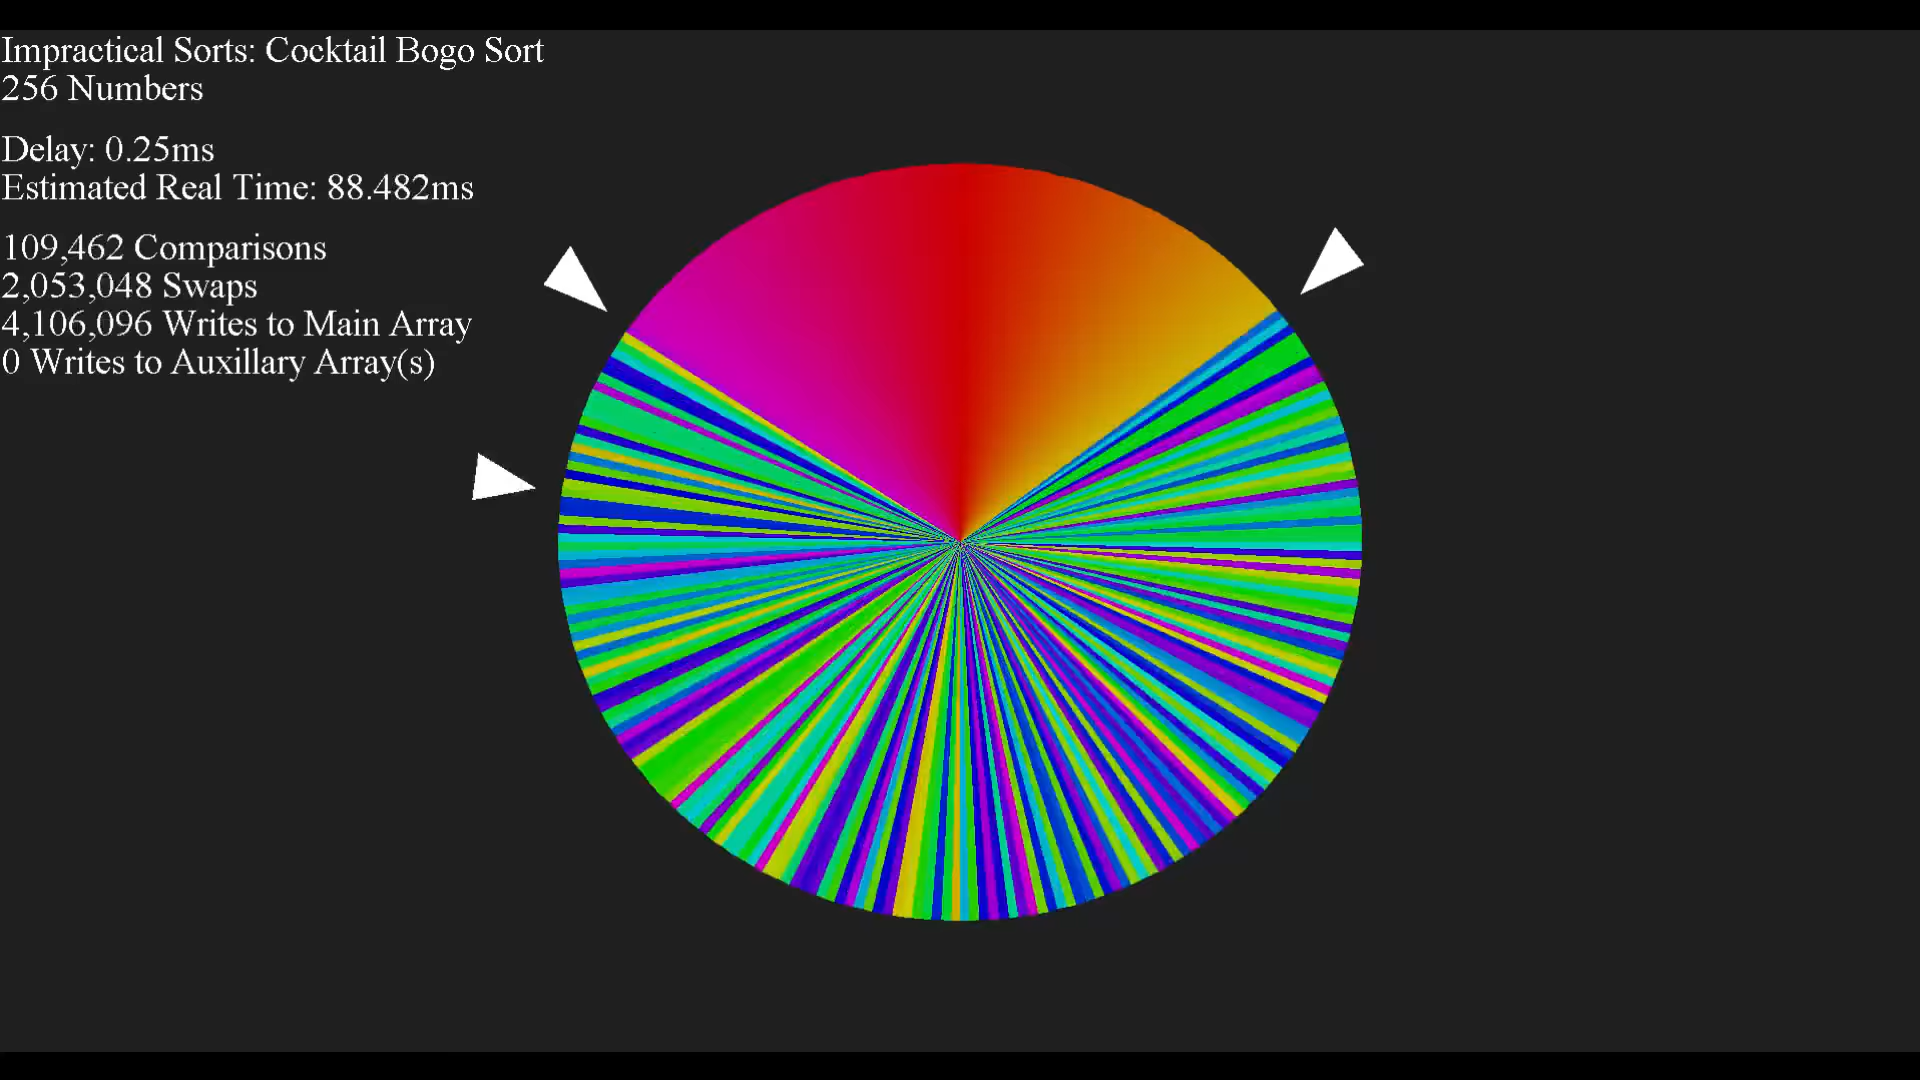 Impractical Sorts: Cocktail Bogo Sort
256 Numbers
Delay: 0.25ms
Estimated Real Time: 88.482ms
109,462 Comparisons
2,053,048 Swaps
4,106,096 Writes to Main Array
0 Writes to Auxillary Array(s)